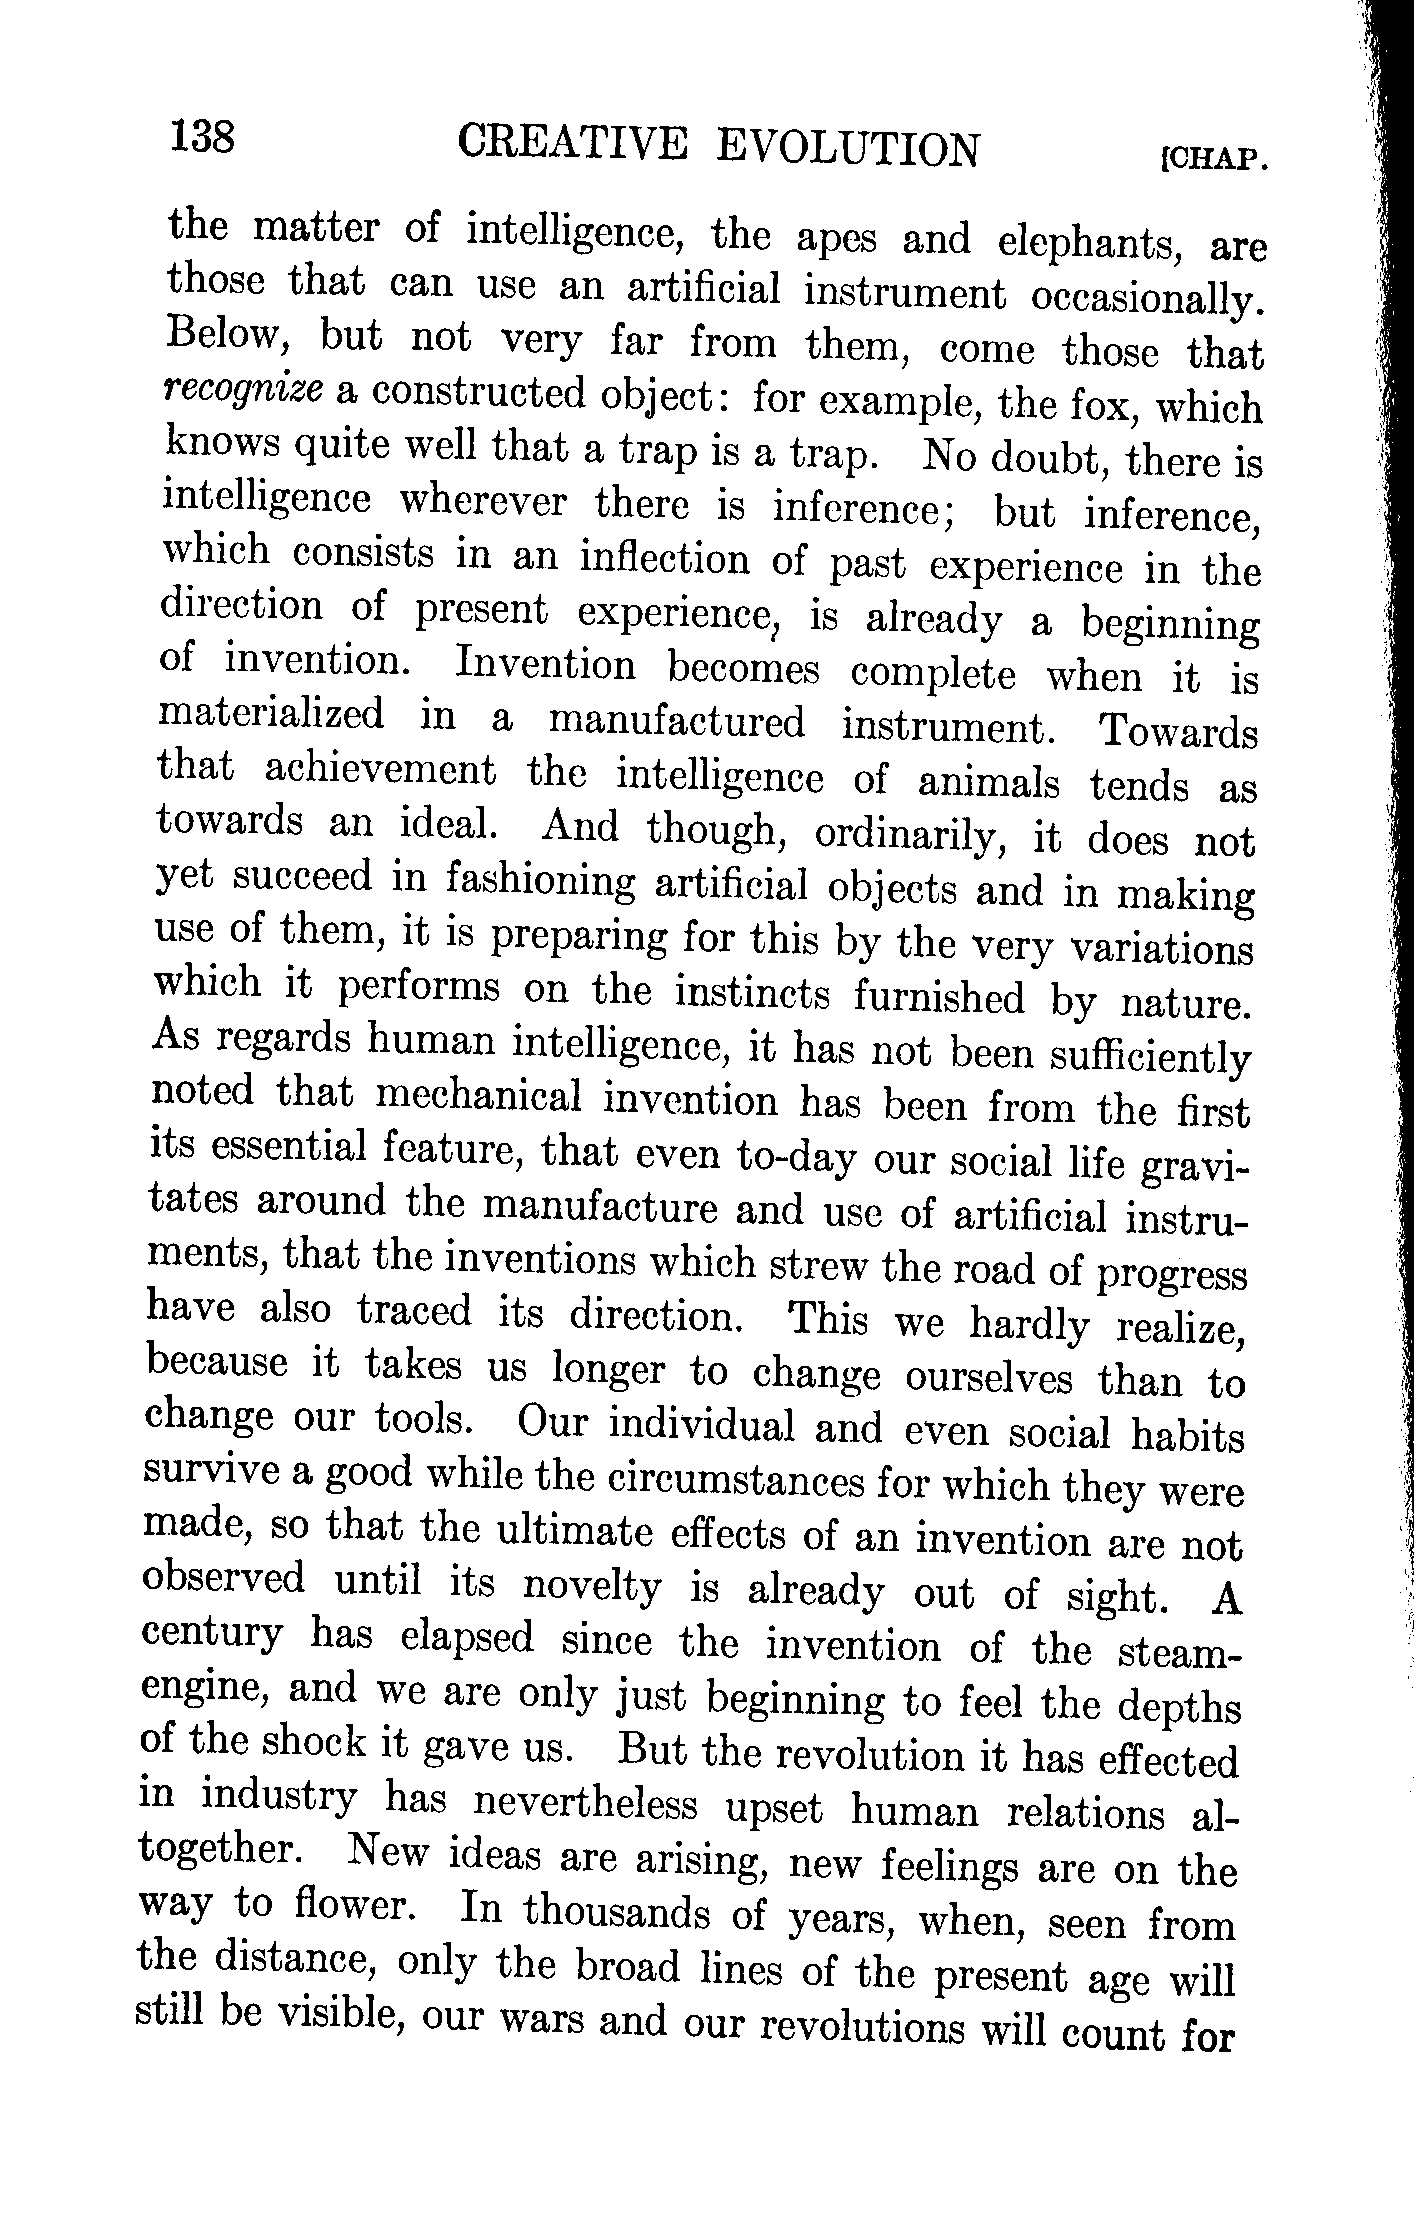 138 CREATIVE EVOLUTION [CHAP.
the matter of intelligence, the apes and elephants, are
those that can use an artificial instrument occasionally.
Below, but not very far from them, come those that
recognize a constructed object: for example, the fox, which
knows quite well that a trap is a trap. No doubt, there is
intelligence wherever there is inference; but inference,
which consists in an inflection of past experience in the
direction of present experience, is already a beginning
of invention. Invention becomes complete when it is
materialized in a manufactured instrument. Towards
that achievement the intelligence of animals tends as
towards an ideal. And though, ordinarily, it does not
yet succeed in fashioning artificial objects and in making
use of them, it is preparing for this by the very variations
which it performs on the instincts furnished by nature.
As regards human intelligence, it has not been sufficiently
noted that mechanical invention has been from the first
its essential feature, that even to-day our social life gravi-
tates around the manufacture and use of artificial instru-
ments, that the inventions which strew the road of progress
have also traced its direction. This we hardly realize,
because it takes us longer to change ourselves than to
change our tools. Our individual and even social habits
survive a good while the circumstances for which they were
made, so that the ultimate effects of an invention are not
observed until its novelty is already out of sight. A
century has elapsed since the invention of the steam-
engine, and we are only just beginning to feel the depths
of the shock it gave us. But the revolution it has effected
in industry has nevertheless upset human relations al-
together. New ideas are arising, new feelings are on the
way to flower. In thousands of years, when, seen from
the distance, only the broad lines of the present age will
still be visible, our wars and our revolutions will count for